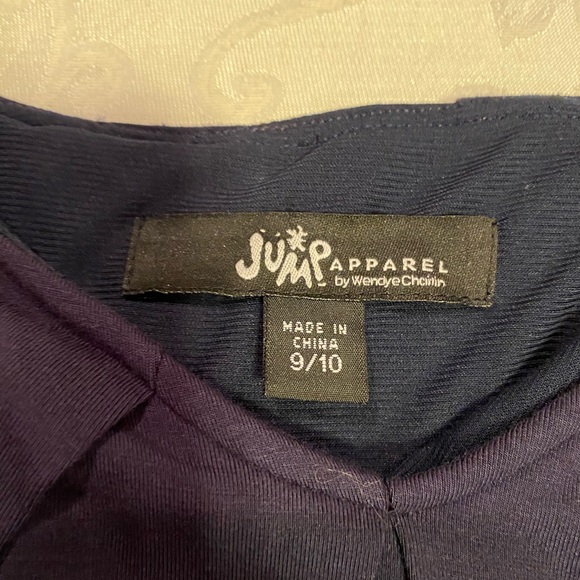 JUMP APPAREL
by Wendye Chaitin
MADE IN
CHINA
9/10